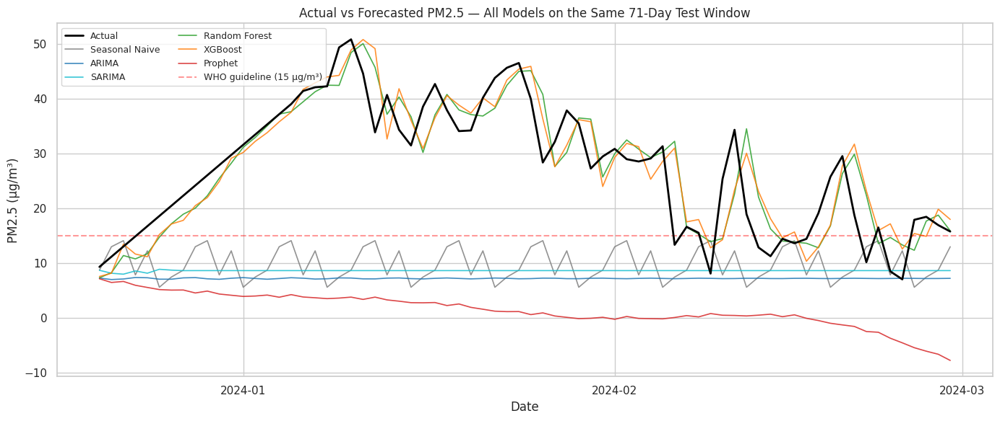 Actual vs Forecasted PM2.5 — All Models on the Same 71-Day Test Window
Actual
Seasonal Naive
ARIMA
SARIMA
Random Forest
XGBoost
Prophet
WHO guideline (15 µg/m³)
PM2.5 (µg/m³)
50
40
30
20
10
0
−10
2024-01
2024-02
2024-03
Date